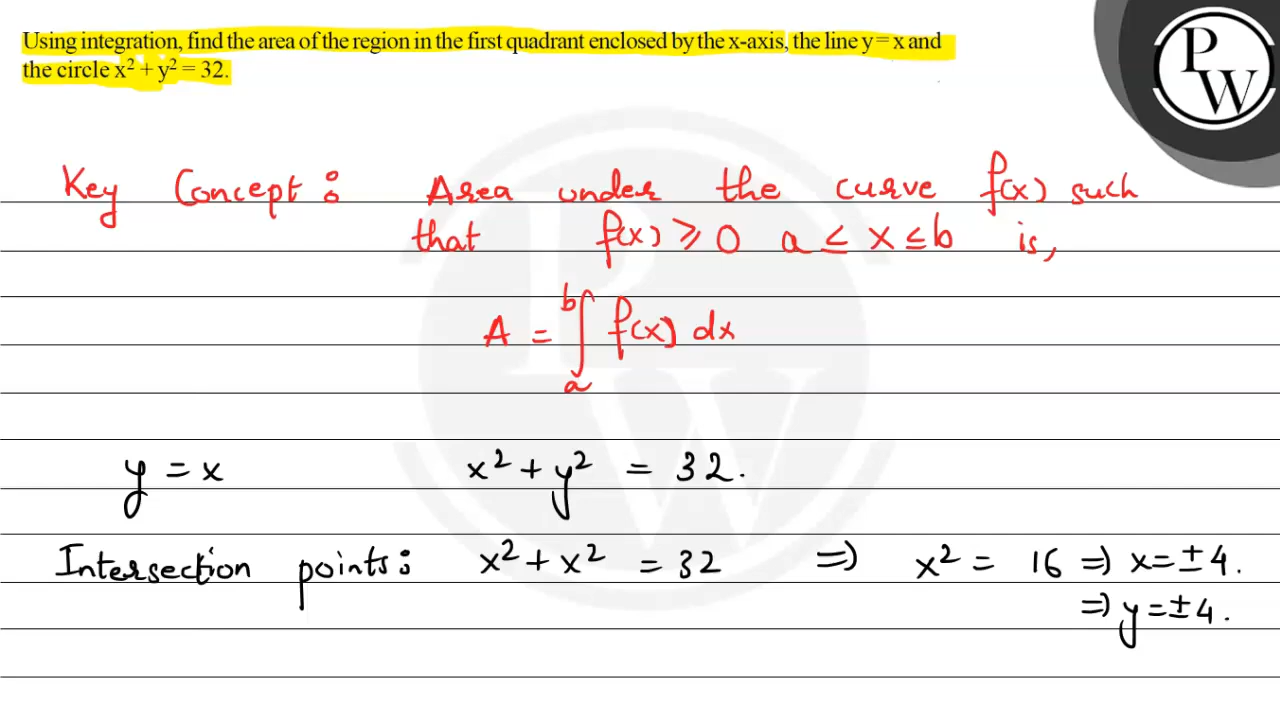 Using integration, find the area of the region in the first quadrant enclosed by the x-axis, the line y = x and
the circle x² + y² = 32.
P
W
Key Concept : Area under the curve f(x) such
that f(x) ⩾ 0 a ≤ x ≤ b is,
A = ∫ₐᵇ f(x) dx
y = x x² + y² = 32.
Intersection points: x² + x² = 32 ⇒ x² = 16 ⇒ x = ±4.
⇒ y = ±4.